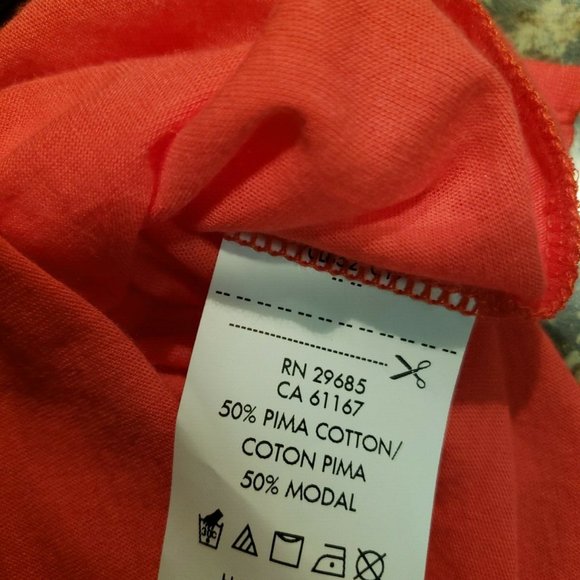 RN 29685
CA 61167
50% PIMA COTTON/
COTON PIMA
50% MODAL